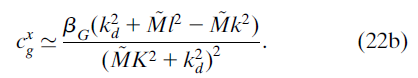 c_g^x ≃ β_G(k_d^2 + M̃l^2 − M̃k^2) / (M̃K^2 + k_d^2)^2. (22b)